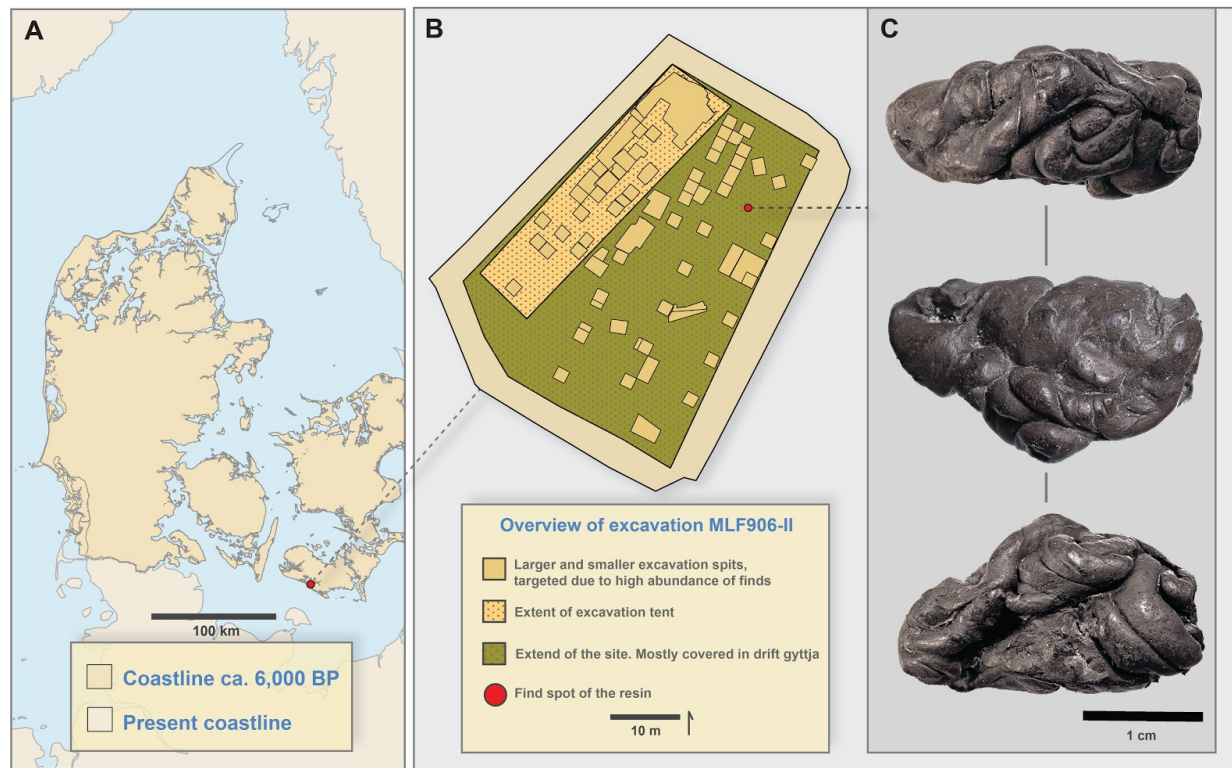 A
100 km
Coastline ca. 6,000 BP
Present coastline
B
Overview of excavation MLF906-II
Larger and smaller excavation spits,
targeted due to high abundance of finds
Extent of excavation tent
Extend of the site. Mostly covered in drift gyttja
Find spot of the resin
10 m
C
1 cm